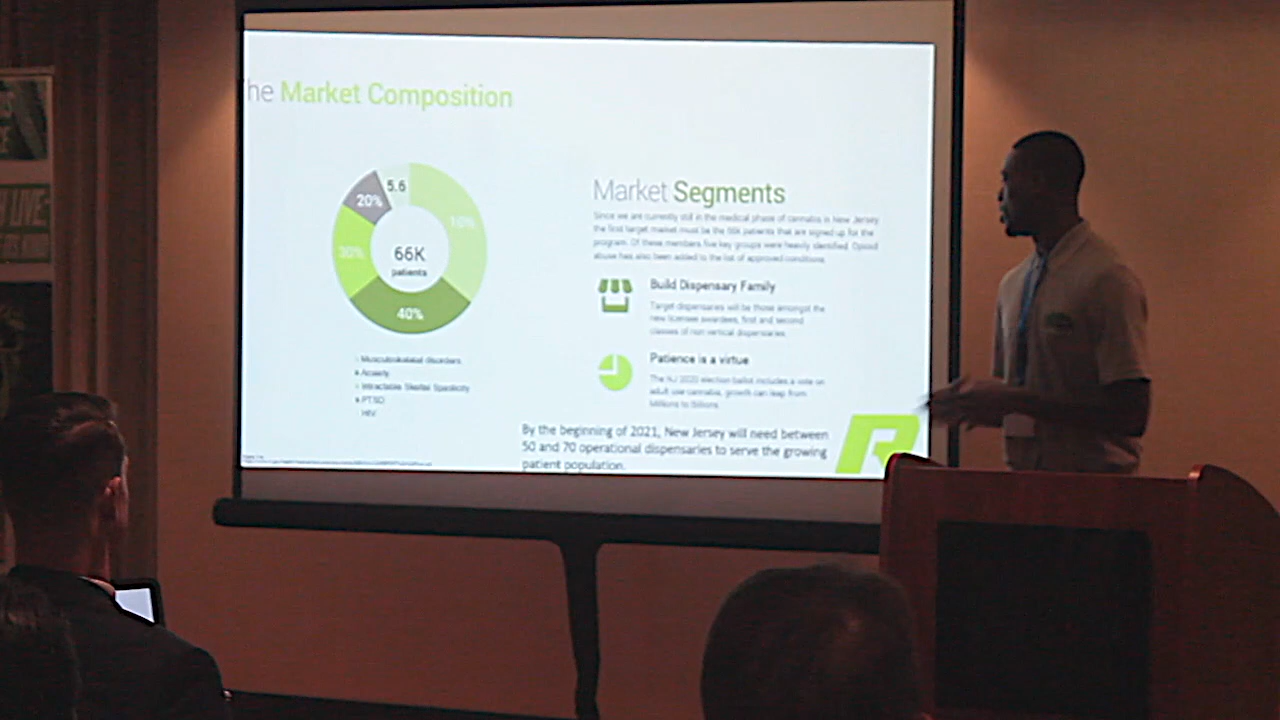 he Market Composition
5.6
20%
16%
30%
66K
patients
40%
Musculoskeletal disorders
Anxiety
Intractable Skeletal Spasticity
PTSD
HIV
Market Segments
Since we are currently still in the medical phase of cannabis is New Jersey
the first target market must be the 66k patients that are signed up for the
program. Of these members five key groups were heavily identified. Opioid
abuse has also been added to the list of approved conditions.
Build Dispensary Family
Target dispensaries will be those amongst the
new licensee awardees, first and second
classes of non vertical dispensaries.
Patience is a virtue
The NJ 2020 election ballot includes a vote on
adult use cannabis, growth can leap from
Millions to Billions.
By the beginning of 2021, New Jersey will need between
50 and 70 operational dispensaries to serve the growing
patient population.
R
LIVE